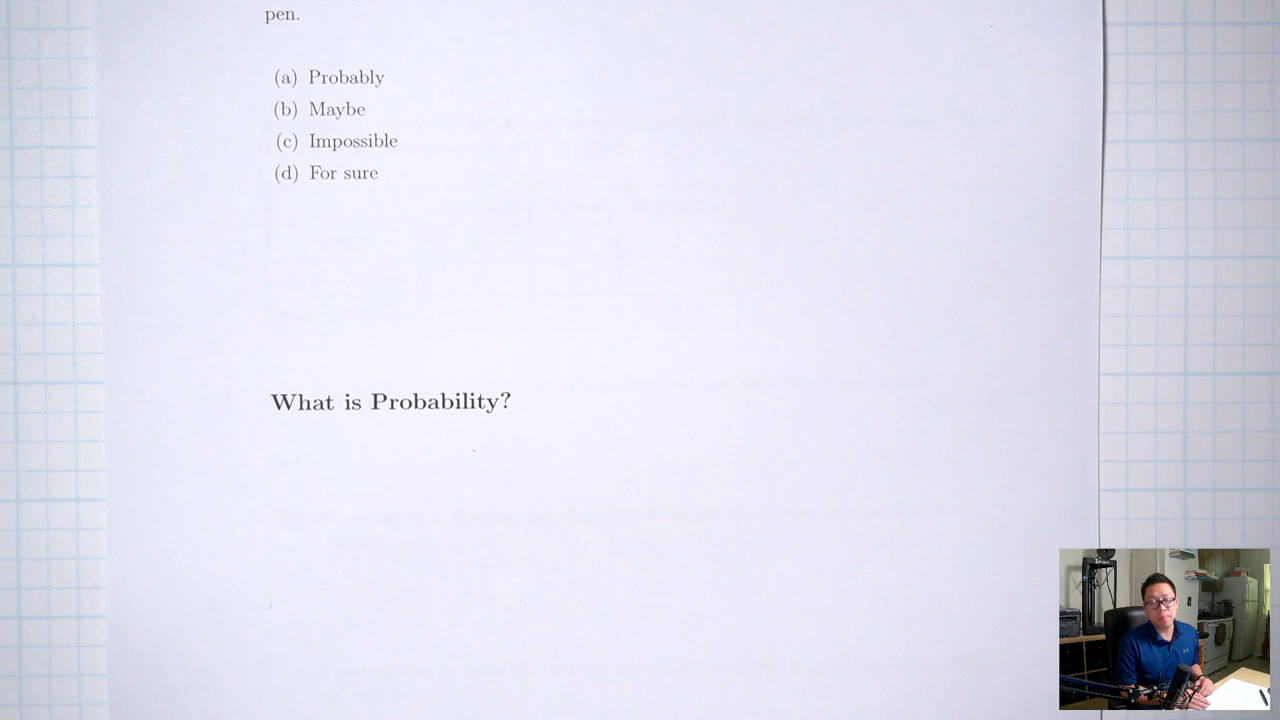 pen.
(a) Probably
(b) Maybe
(c) Impossible
(d) For sure
What is Probability?